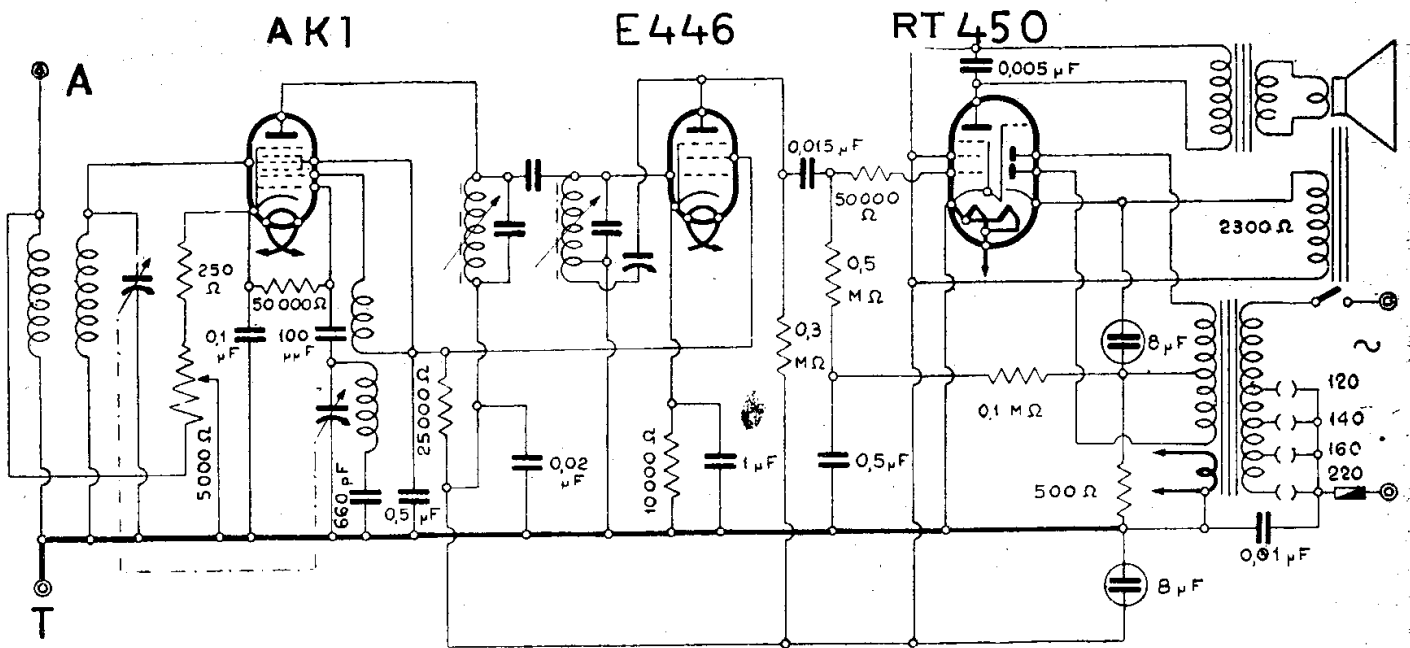 AK1
E446
RT 450
A
0,005 μF
0,015 μF
50000
Ω
2300 Ω
250
Ω
50 000 Ω
0,1
μF
100
μμF
0,5
MΩ
0,3
MΩ
8 μF
~
25000 Ω
0,1 MΩ
120
140
160
220
5000 Ω
660 pF
0,5 μF
0,02
μF
10000 Ω
1 μF
0,5 μF
500 Ω
0,01 μF
8 μF
T